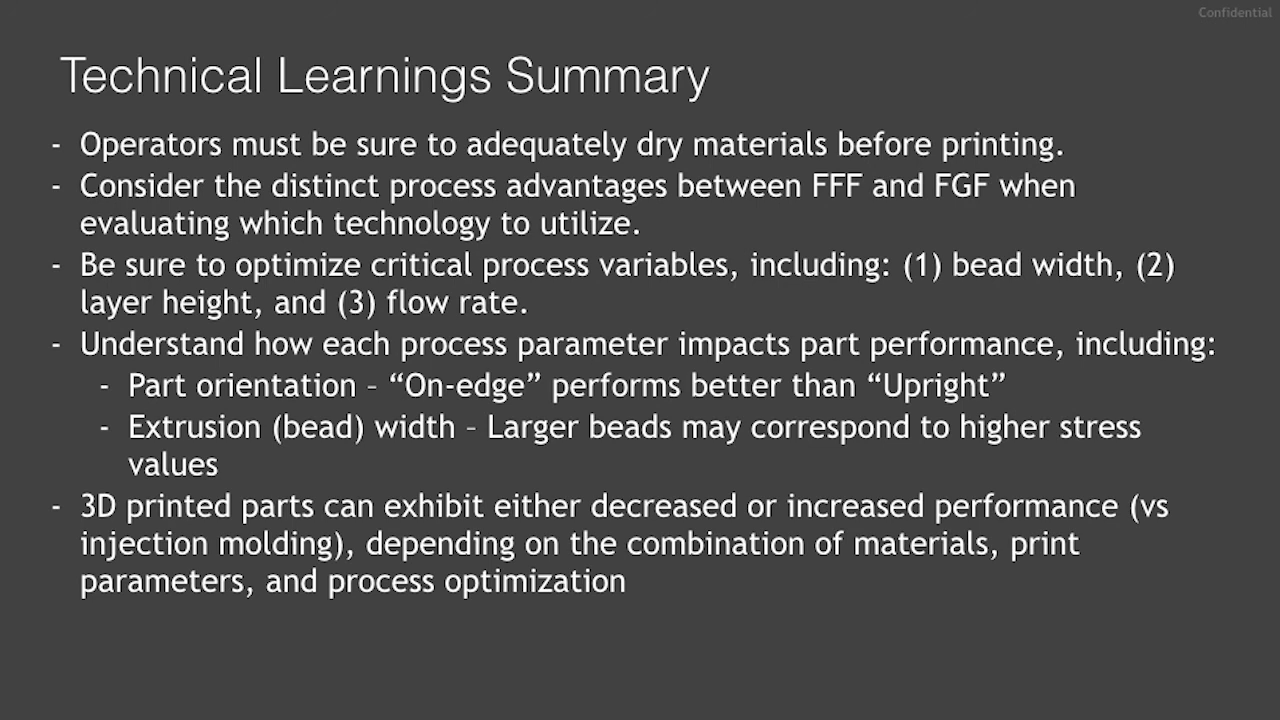 Confidential
Technical Learnings Summary
- Operators must be sure to adequately dry materials before printing.
- Consider the distinct process advantages between FFF and FGF when
evaluating which technology to utilize.
- Be sure to optimize critical process variables, including: (1) bead width, (2)
layer height, and (3) flow rate.
- Understand how each process parameter impacts part performance, including:
- Part orientation – “On-edge” performs better than “Upright”
- Extrusion (bead) width – Larger beads may correspond to higher stress
values
- 3D printed parts can exhibit either decreased or increased performance (vs
injection molding), depending on the combination of materials, print
parameters, and process optimization